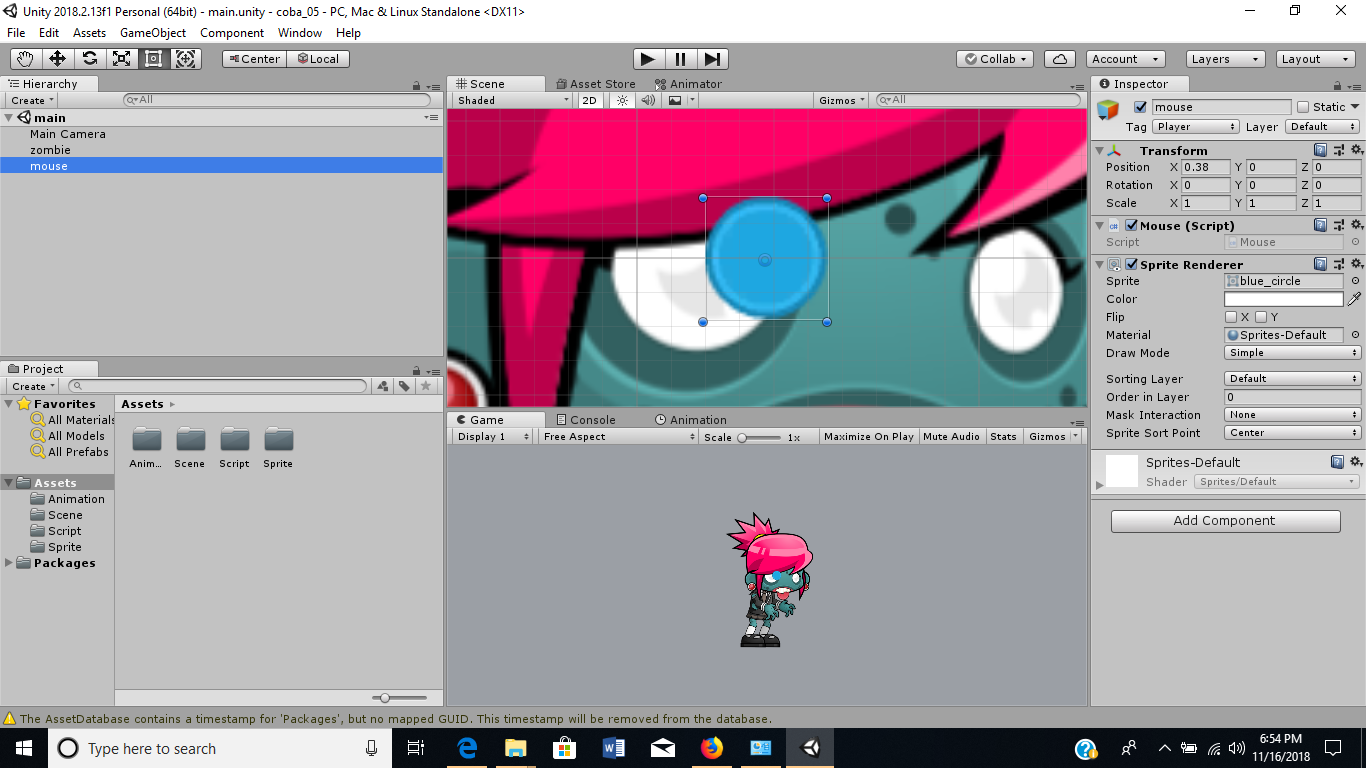 Unity 2018.2.13f1 Personal (64bit) - main.unity - coba_05 - PC, Mac & Linux Standalone <DX11>
File Edit Assets GameObject Component Window Help
Center Local Collab Account Layers Layout
Hierarchy
Create All
main
Main Camera
zombie
mouse
Scene Asset Store Animator
Shaded 2D Gizmos All
Inspector
mouse Static
Tag Player Layer Default
Transform
Position X 0.38 Y 0 Z 0
Rotation X 0 Y 0 Z 0
Scale X 1 Y 1 Z 1
Mouse (Script)
Script Mouse
Sprite Renderer
Sprite blue_circle
Color
Flip X Y
Material Sprites-Default
Draw Mode Simple
Sorting Layer Default
Order in Layer 0
Mask Interaction None
Sprite Sort Point Center
Sprites-Default
Shader Sprites/Default
Add Component
Project
Create
Favorites
All Materials
All Models
All Prefabs
Assets
Animation
Scene
Script
Sprite
Packages
Assets
Anim... Scene Script Sprite
Game Console Animation
Display 1 Free Aspect Scale 1x Maximize On Play Mute Audio Stats Gizmos
The AssetDatabase contains a timestamp for 'Packages', but no mapped GUID. This timestamp will be removed from the database.
Type here to search
6:54 PM
11/16/2018